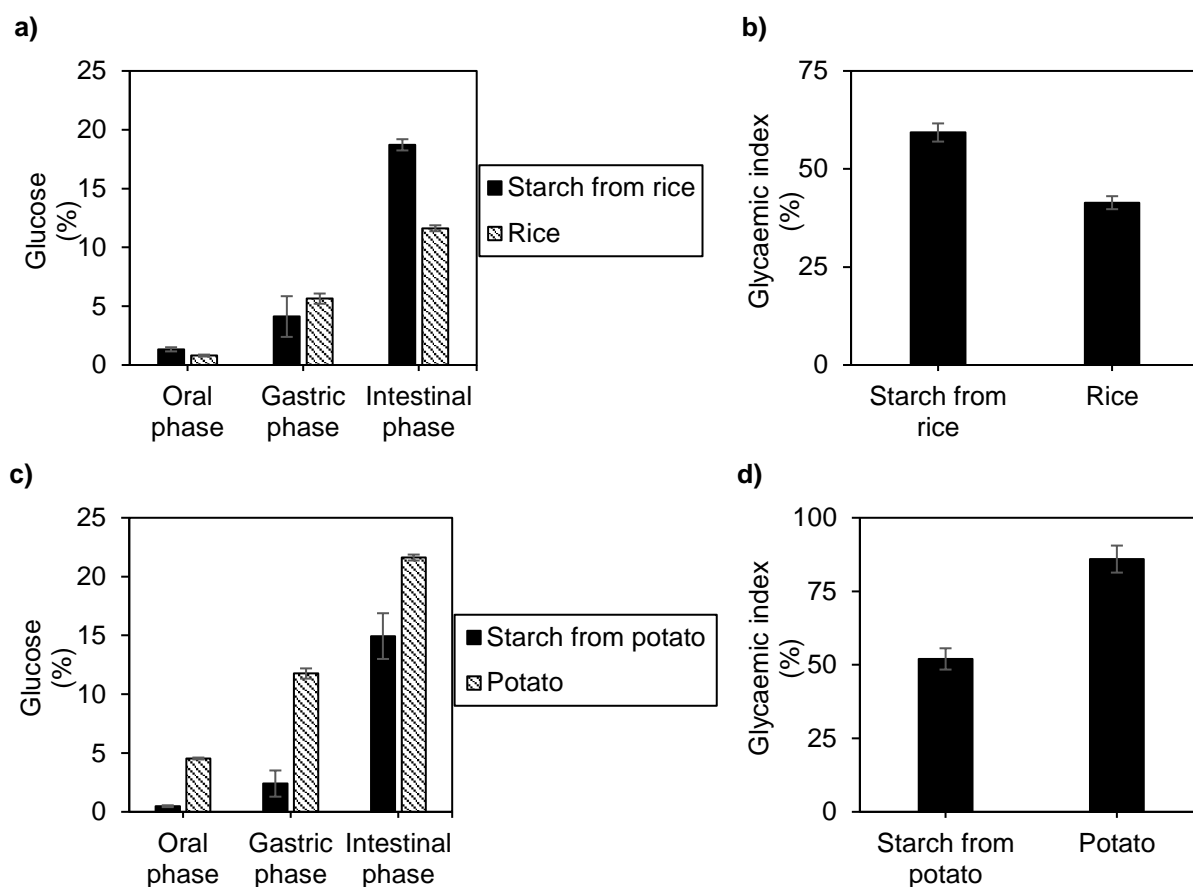 a)
25
20
15
10
5
0
Glucose
(%)
Oral
phase
Gastric
phase
Intestinal
phase
Starch from rice
Rice
b)
75
50
25
0
Glycaemic index
(%)
Starch from
rice
Rice
c)
25
20
15
10
5
0
Glucose
(%)
Oral
phase
Gastric
phase
Intestinal
phase
Starch from potato
Potato
d)
100
75
50
25
0
Glycaemic index
(%)
Starch from
potato
Potato